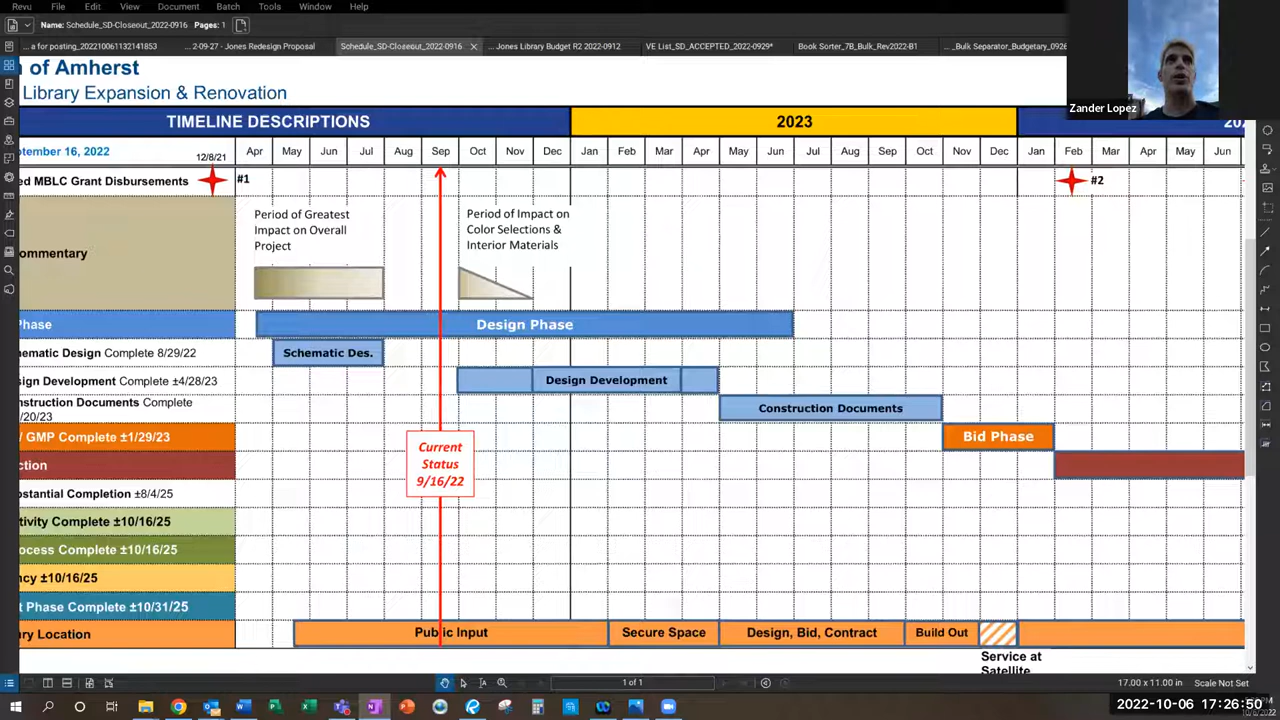 Revu File Edit View Document Batch Tools Window Help
Name: Schedule_SD-Closeout_2022-0916 Pages: 1
a for posting_202210061132141853 2-09-27 - Jones Redesign Proposal Schedule_SD-Closeout_2022-0916 Jones Library Budget R2 2022-0912 VE List_SD_ACCEPTED_2022-0929* Book Sorter_7B_Bulk_Rev2022-B1 _Bulk Separator_Budgetary_0926
Zander Lopez
n of Amherst
Library Expansion & Renovation
TIMELINE DESCRIPTIONS 2023
ptember 16, 2022 12/8/21 Apr May Jun Jul Aug Sep Oct Nov Dec Jan Feb Mar Apr May Jun Jul Aug Sep Oct Nov Dec Jan Feb Mar Apr May Jun
ed MBLC Grant Disbursements #1 #2
ommentary
Period of Greatest
Impact on Overall
Project
Period of Impact on
Color Selections &
Interior Materials
Phase Design Phase
hematic Design Complete 8/29/22 Schematic Des.
sign Development Complete ±4/28/23 Design Development
nstruction Documents Complete
/20/23 Construction Documents
/ GMP Complete ±1/29/23 Bid Phase
Current
Status
9/16/22
ction
bstantial Completion ±8/4/25
tivity Complete ±10/16/25
ocess Complete ±10/16/25
ncy ±10/16/25
t Phase Complete ±10/31/25
ry Location Public Input Secure Space Design, Bid, Contract Build Out
Service at
Satellite
1 of 1 17.00 x 11.00 in Scale Not Set
2022-10-06 17:26:50